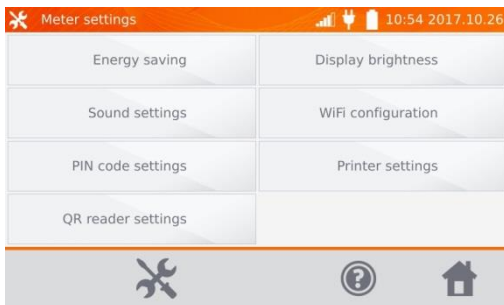 Meter settings 10:54 2017.10.26
Energy saving Display brightness
Sound settings WiFi configuration
PIN code settings Printer settings
QR reader settings
?